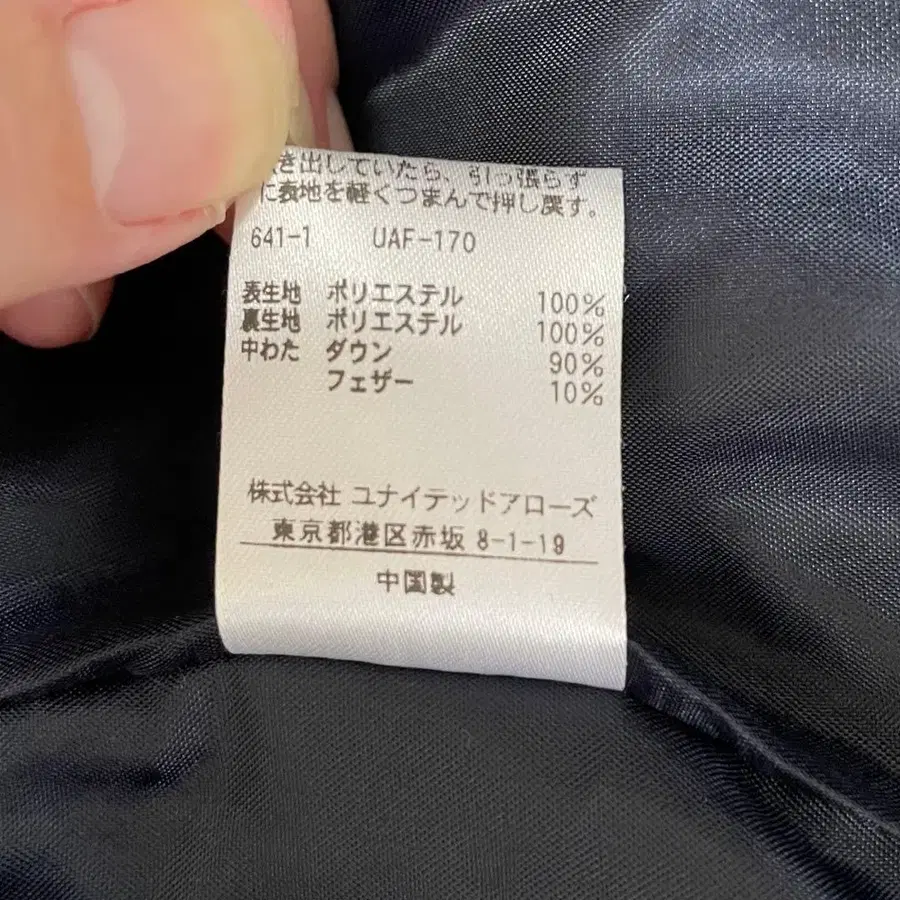 き出していたら、引っ張らず
に表地を軽くつまんで押し戻す。
641-1 UAF-170
表生地 ポリエステル 100%
裏生地 ポリエステル 100%
中わた ダウン 90%
フェザー 10%
株式会社 ユナイテッドアローズ
東京都港区赤坂 8-1-19
中国製